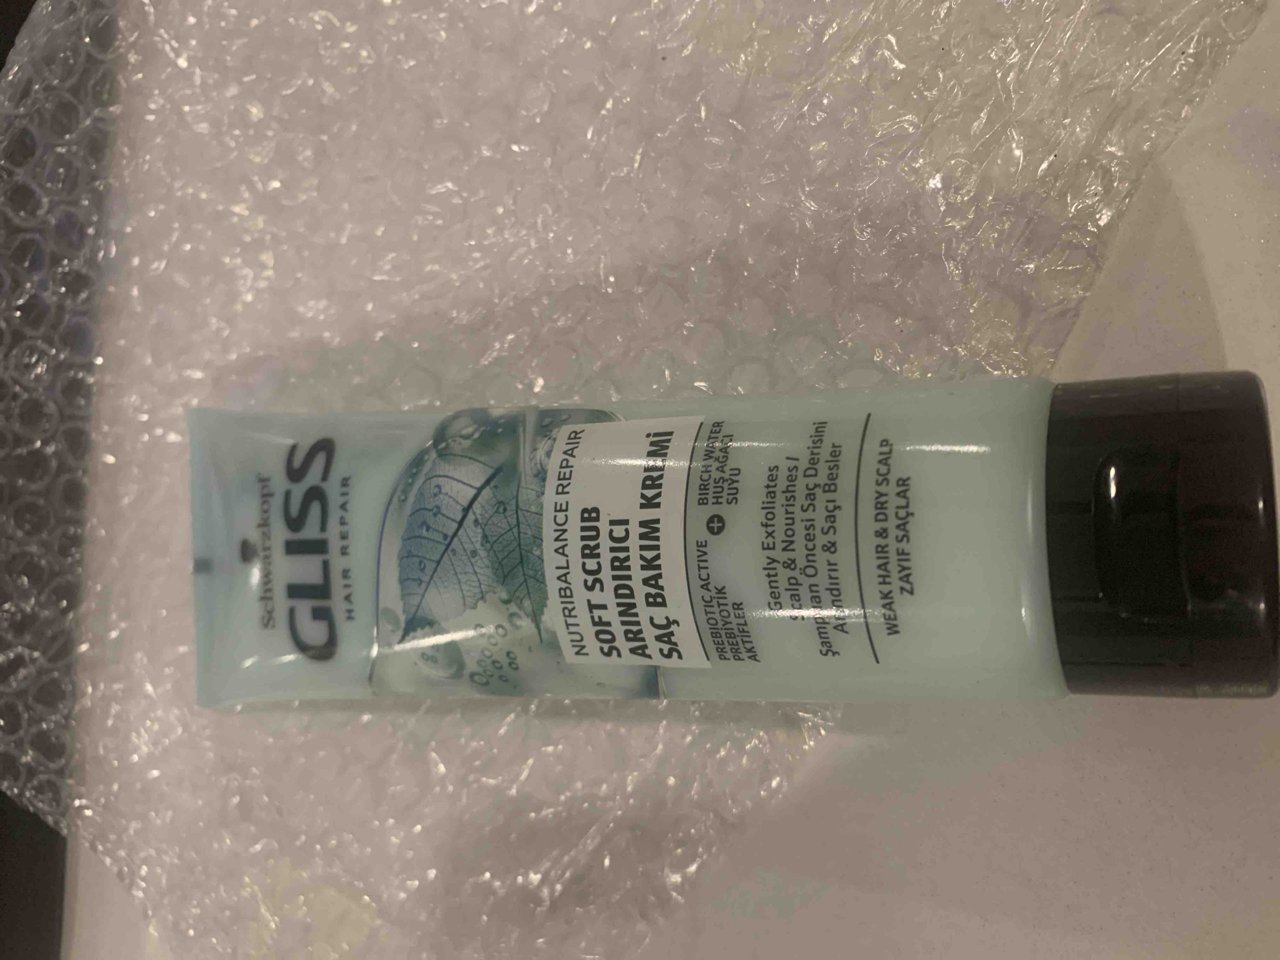 Schwarzkopf
GLISS
HAIR REPAIR
NUTRIBALANCE REPAIR
SOFT SCRUB
ARINDIRICI
SAÇ BAKIM KREMİ
PREBIOTIC ACTIVE
PREBİYOTİK
AKTİFLER
+
BIRCH WATER
HUŞ AĞACI
SUYU
Gently Exfoliates
Scalp & Nourishes /
Şampuan Öncesi Saç Derisini
Arındırır & Saçı Besler
WEAK HAIR & DRY SCALP
ZAYIF SAÇLAR